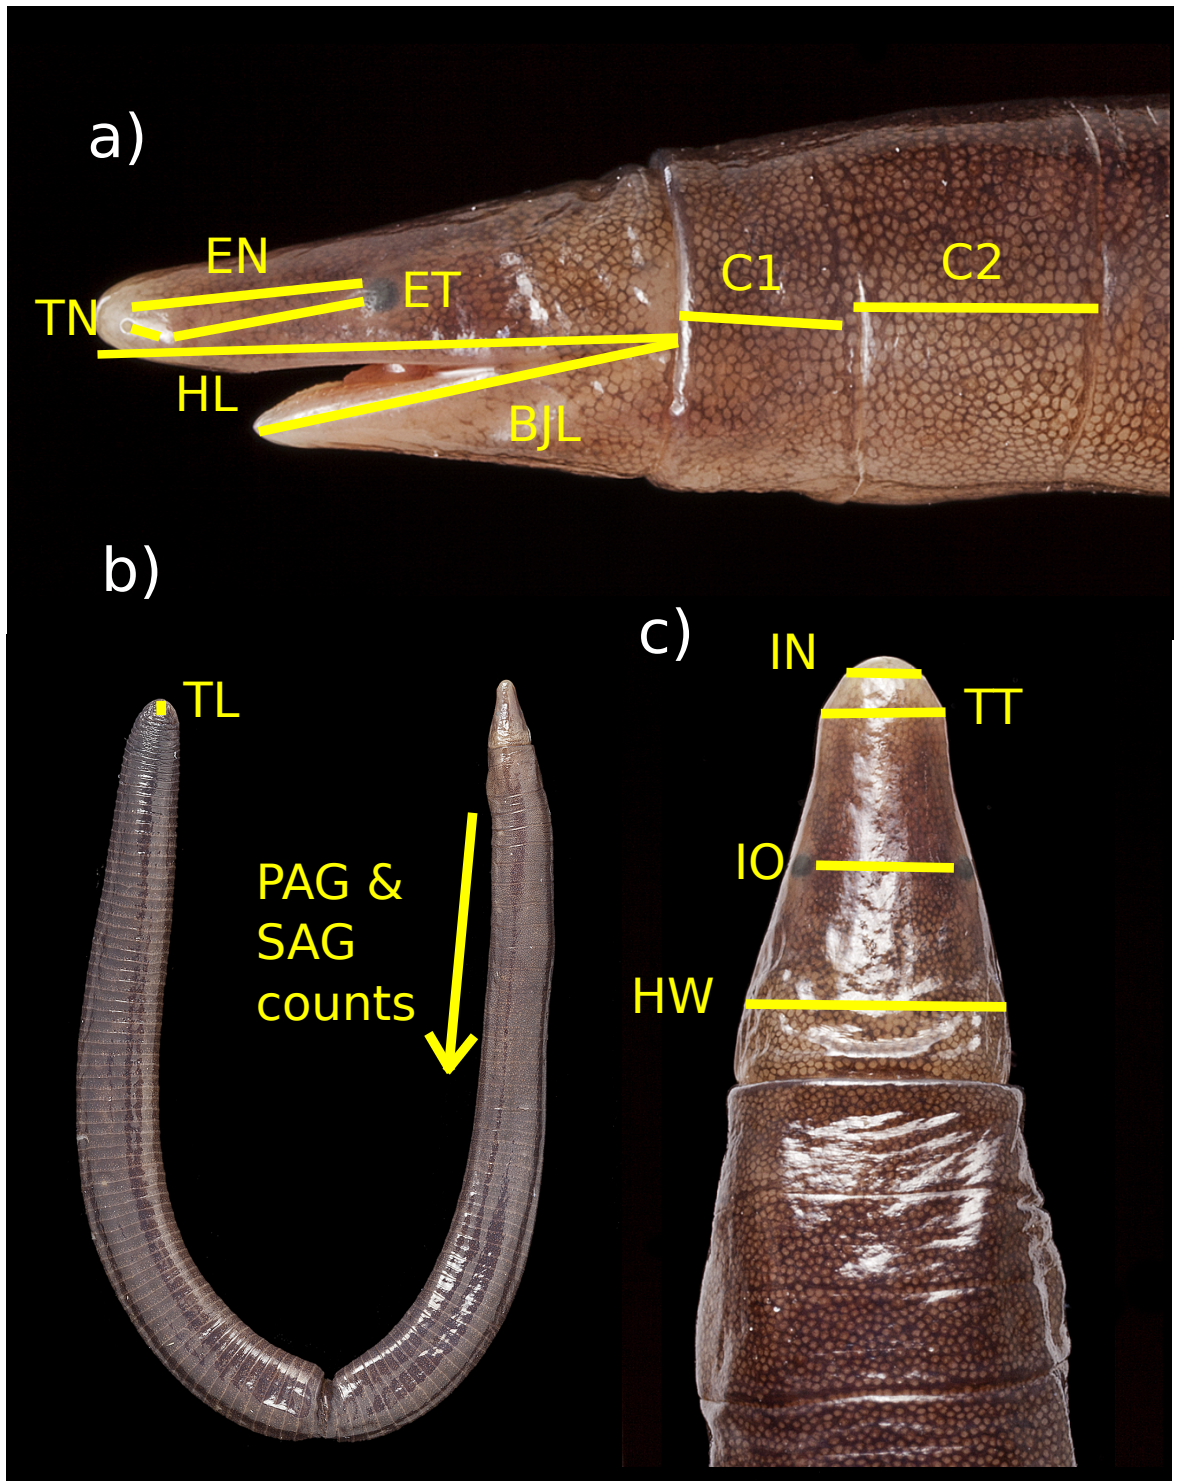 a)
EN
ET
TN
C1
C2
HL
BJL
b)
c)
IN
TL
TT
PAG &
SAG
counts
IO
HW